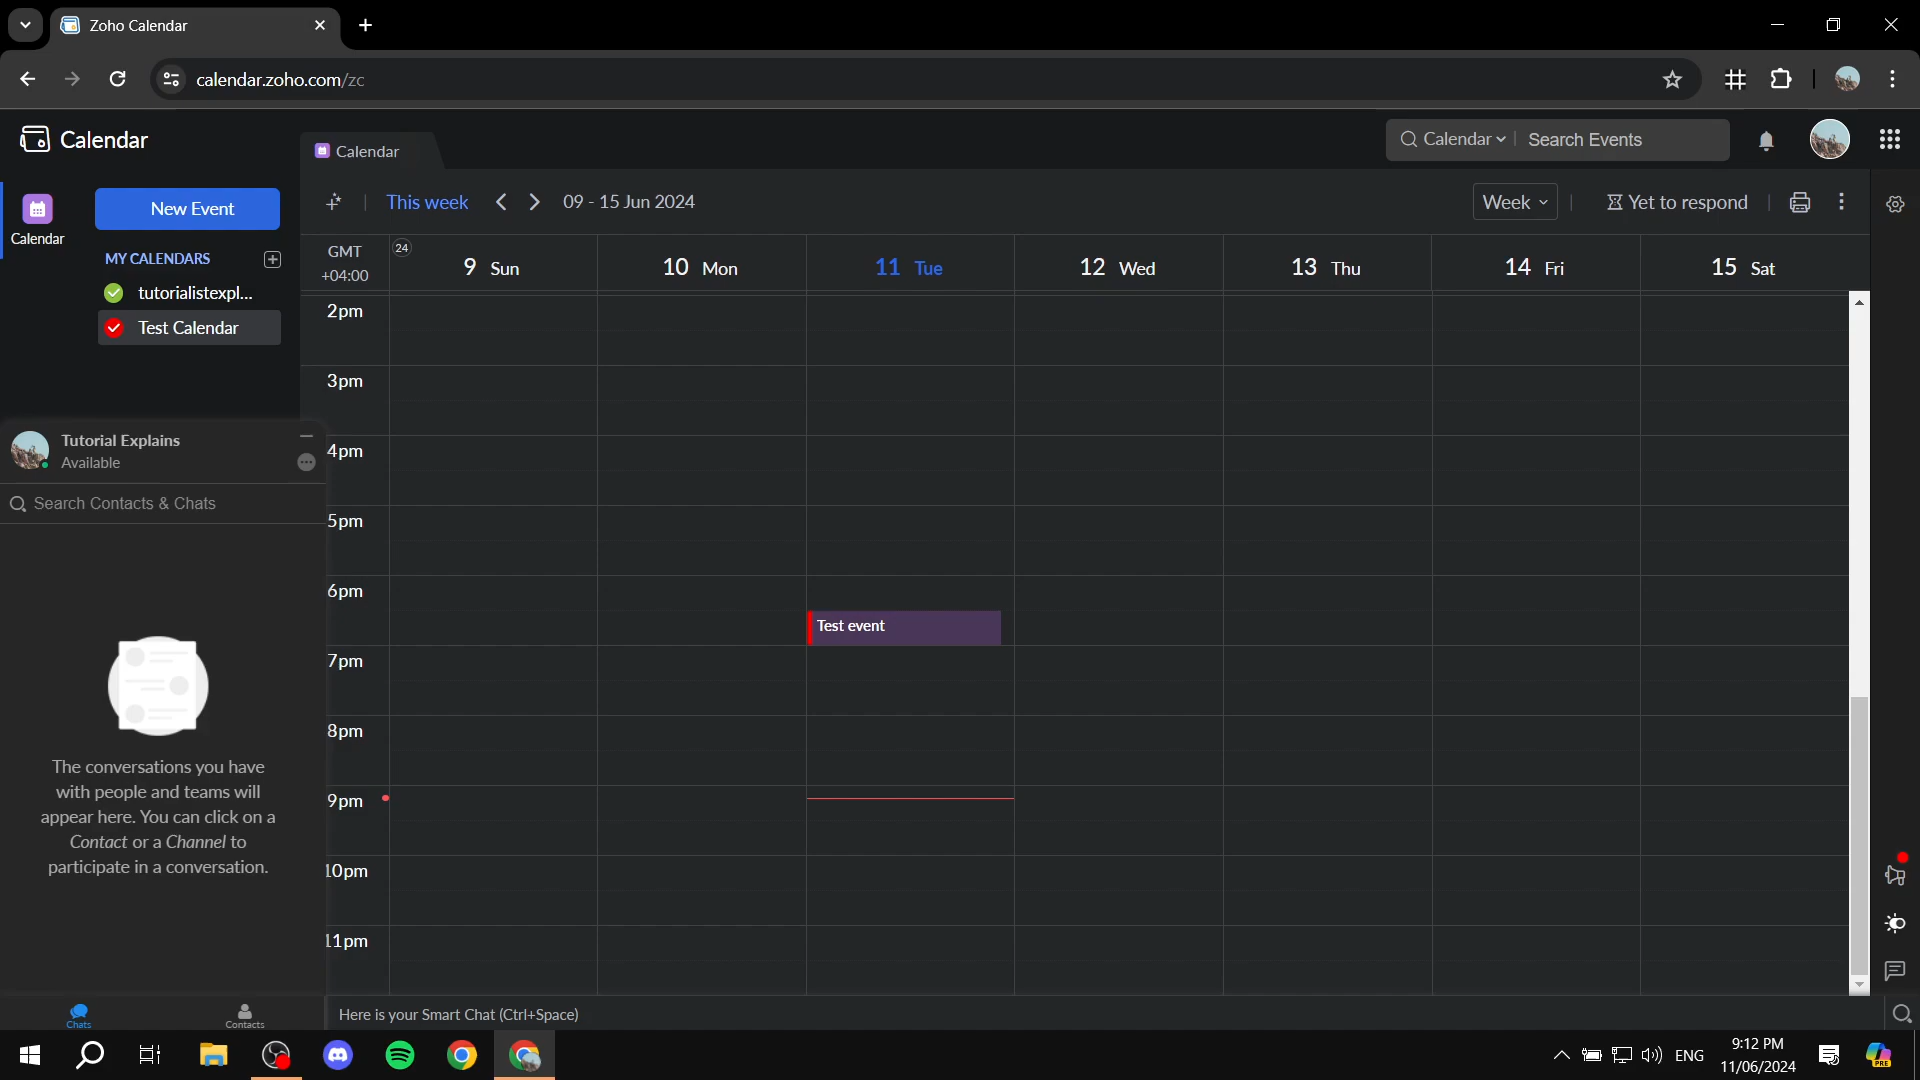 Zoho Calendar
calendar.zoho.com/zc
Calendar
Calendar
Calendar
Search Events
Calendar
New Event
MY CALENDARS
tutorialistexpl...
Test Calendar
This week
09 - 15 Jun 2024
Week
Yet to respond
GMT
+04:00
24
9 Sun
10 Mon
11 Tue
12 Wed
13 Thu
14 Fri
15 Sat
2pm
3pm
4pm
5pm
6pm
Test event
7pm
8pm
9pm
10pm
11pm
Tutorial Explains
Available
Search Contacts & Chats
The conversations you have
with people and teams will
appear here. You can click on a
Contact or a Channel to
participate in a conversation.
Chats
Contacts
Here is your Smart Chat (Ctrl+Space)
ENG
9:12 PM
11/06/2024
PRE